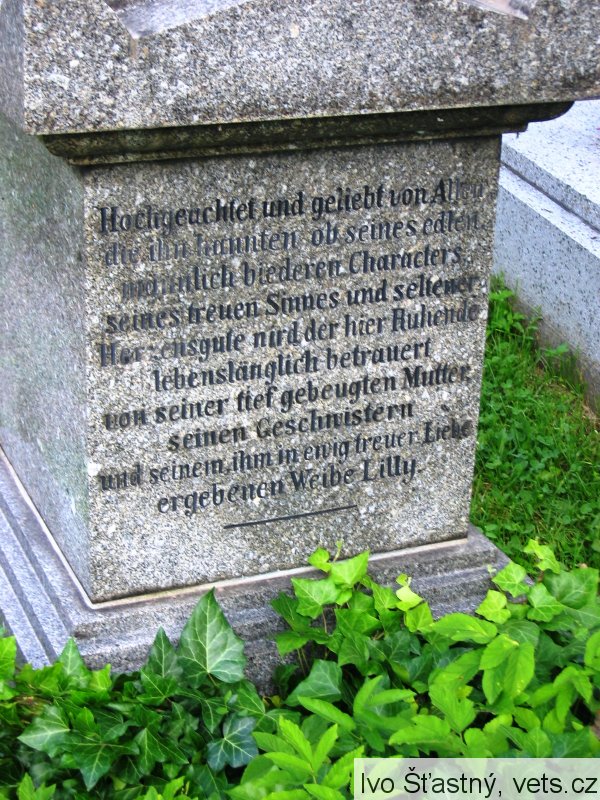 Hochgeachtet und geliebt von Allen
die ihn kannten ob seines edlen
männlich biederen Characters,
seines treuen Sinnes und seltener
Herzensgüte wird der hier Ruhende
lebenslänglich betrauert
von seiner tief gebeugten Mutter
seinen Geschwistern
und seinem, ihm in ewig treuer Liebe
ergebenen Weibe Lilly.
Ivo Šťastný, vets.cz